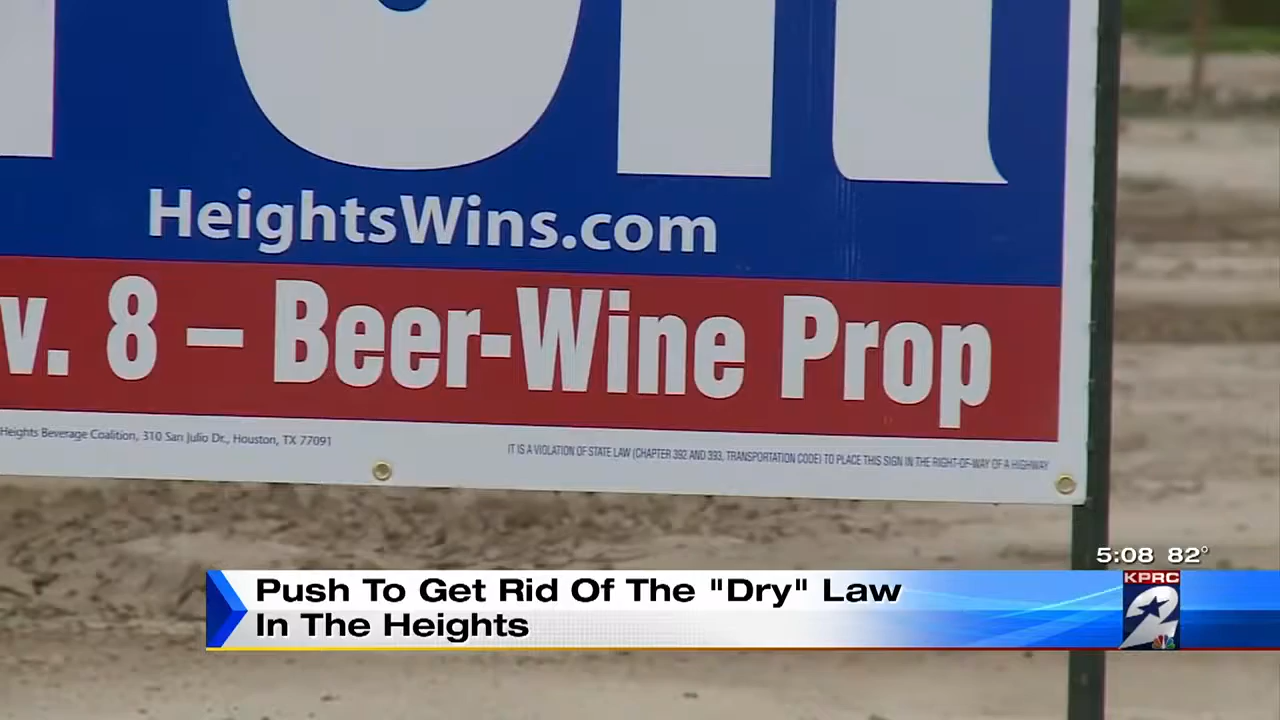 HeightsWins.com
v. 8 – Beer-Wine Prop
Heights Beverage Coalition, 310 San Julio Dr., Houston, TX 77091
IT IS A VIOLATION OF STATE LAW (CHAPTER 392 AND 393, TRANSPORTATION CODE) TO PLACE THIS SIGN IN THE RIGHT-OF-WAY OF A HIGHWAY
5:08 82°
Push To Get Rid Of The "Dry" Law
In The Heights
KPRC
2